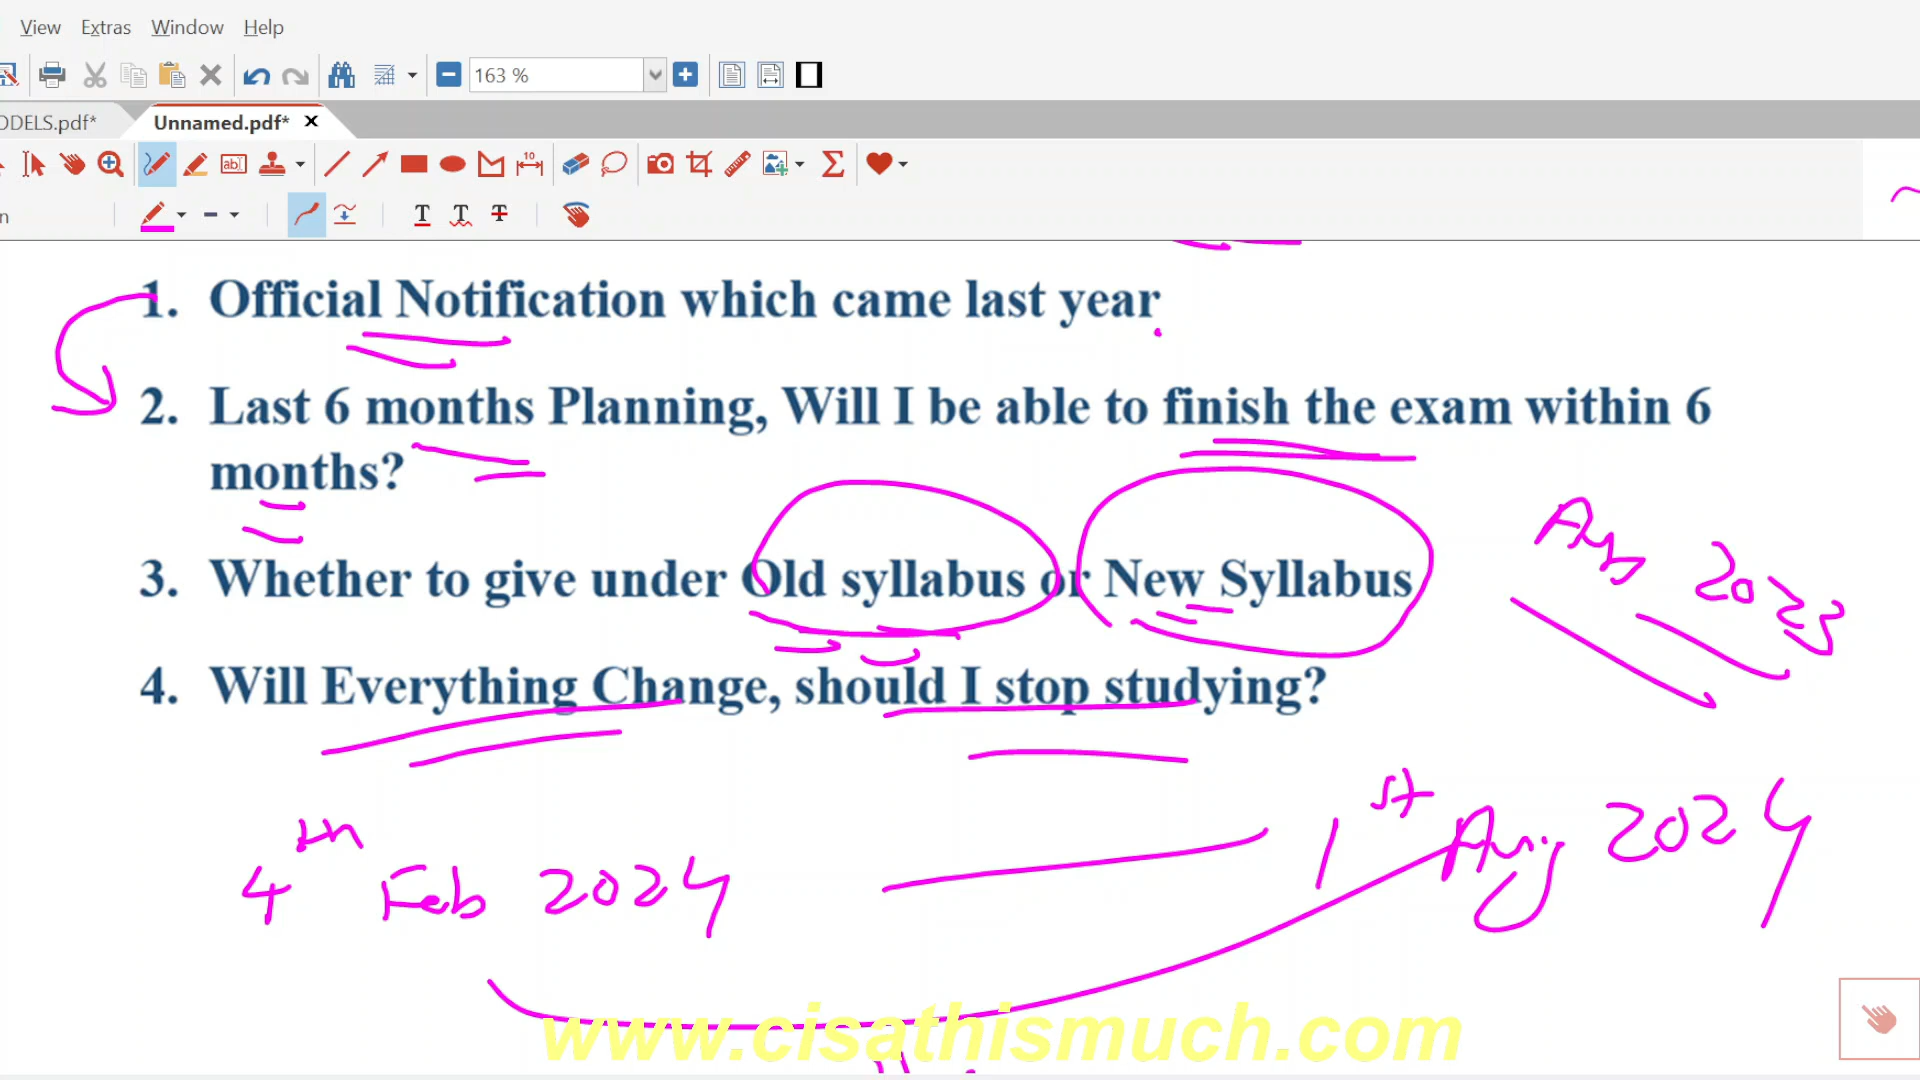 View Extras Window Help
163 %
ODELS.pdf* Unnamed.pdf*
ab 10
n T T T
1. Official Notification which came last year
2. Last 6 months Planning, Will I be able to finish the exam within 6
months?
Aug 2023
3. Whether to give under Old syllabus or New Syllabus
4. Will Everything Change, should I stop studying?
4th Feb 2024
1st Aug 2024
www.cisathismuch.com